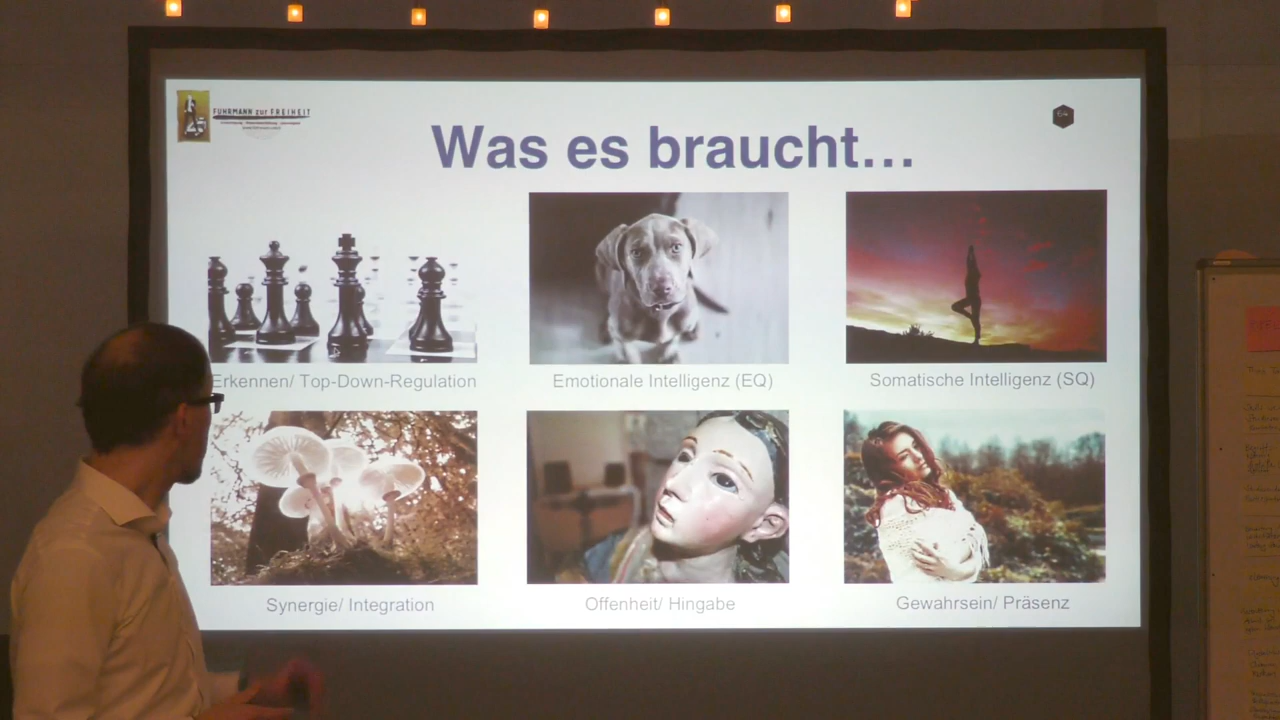 FUHRMANN zur FREIHEIT
Was es braucht...
Erkennen/ Top-Down-Regulation
Emotionale Intelligenz (EQ)
Somatische Intelligenz (SQ)
Synergie/ Integration
Offenheit/ Hingabe
Gewahrsein/ Präsenz